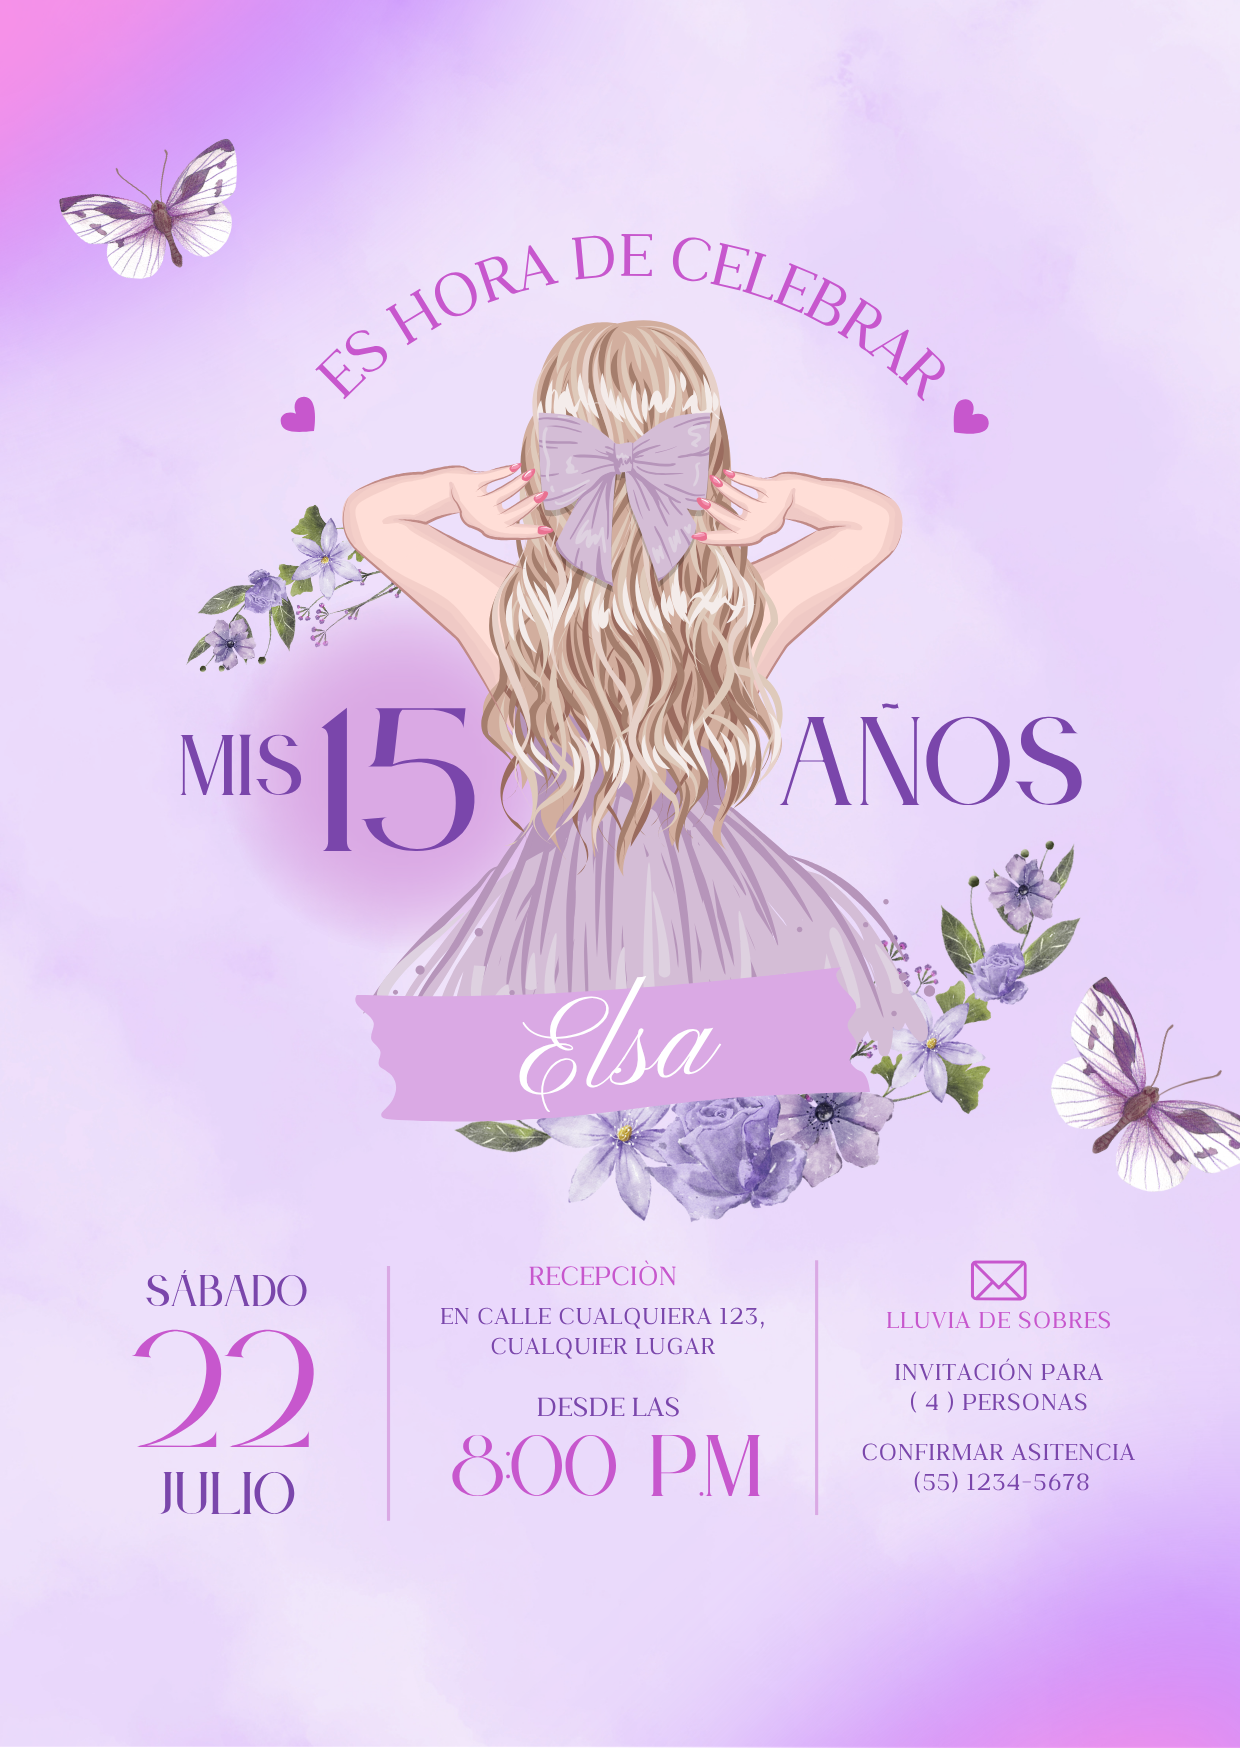 ES HORA DE CELEBRAR
MIS 15 AÑOS
Elsa
SÁBADO
22
JULIO
RECEPCIÒN
EN CALLE CUALQUIERA 123,
CUALQUIER LUGAR
DESDE LAS
8:00 P.M
LLUVIA DE SOBRES
INVITACIÓN PARA
( 4 ) PERSONAS
CONFIRMAR ASITENCIA
(55) 1234-5678